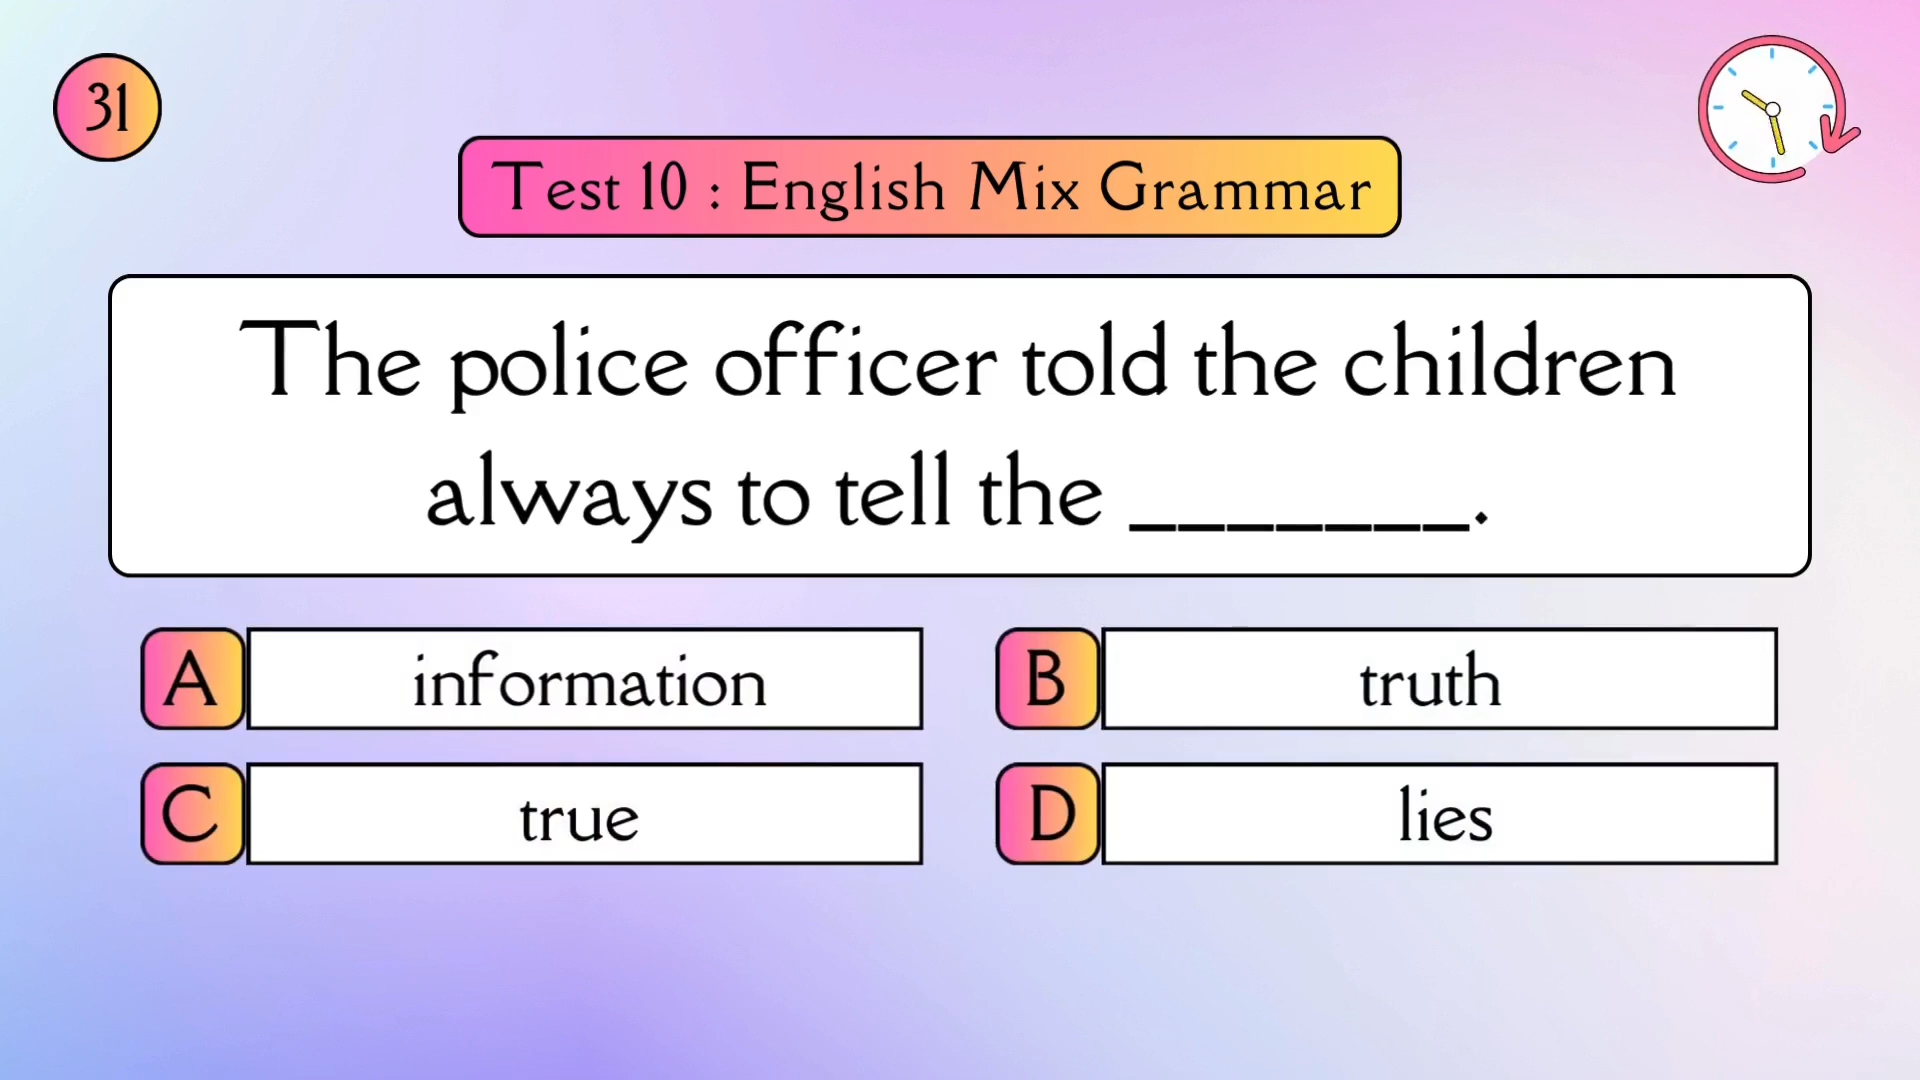 31
Test 10 : English Mix Grammar
The police officer told the children
always to tell the _______.
A information
B truth
C true
D lies